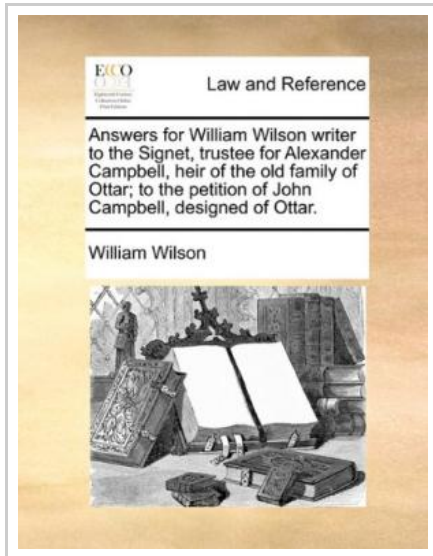 ECCO
Law and Reference
Answers for William Wilson writer
to the Signet, trustee for Alexander
Campbell, heir of the old family of
Ottar; to the petition of John
Campbell, designed of Ottar.
William Wilson